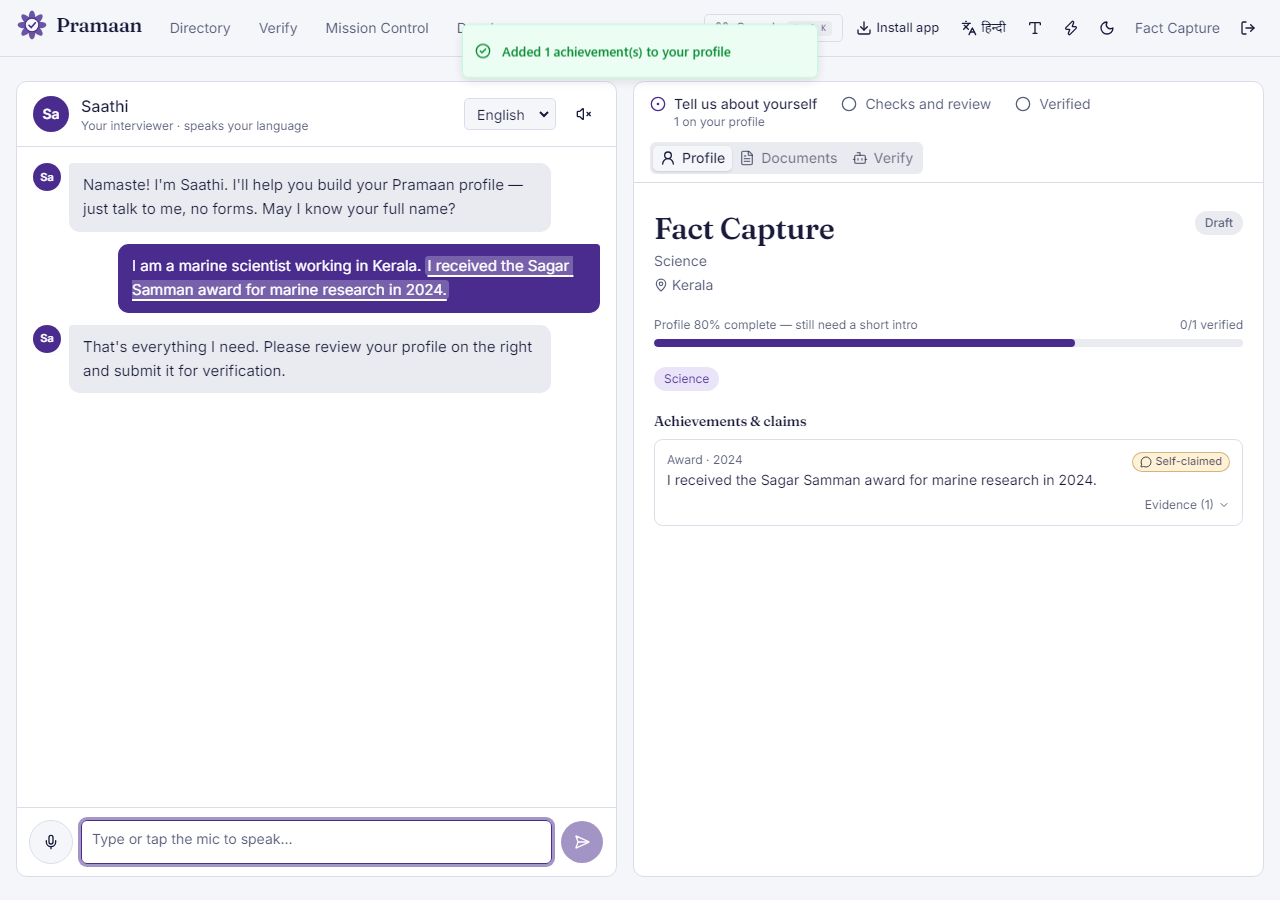 Pramaan
Directory
Verify
Mission Control
K
Install app
हिन्दी
Fact Capture
Added 1 achievement(s) to your profile
Sa
Saathi
Your interviewer · speaks your language
English
Sa
Namaste! I'm Saathi. I'll help you build your Pramaan profile —
just talk to me, no forms. May I know your full name?
I am a marine scientist working in Kerala. I received the Sagar
Samman award for marine research in 2024.
Sa
That's everything I need. Please review your profile on the right
and submit it for verification.
Type or tap the mic to speak...
Tell us about yourself
1 on your profile
Checks and review
Verified
Profile
Documents
Verify
Fact Capture
Draft
Science
Kerala
Profile 80% complete — still need a short intro
0/1 verified
Science
Achievements & claims
Award · 2024
Self-claimed
I received the Sagar Samman award for marine research in 2024.
Evidence (1)